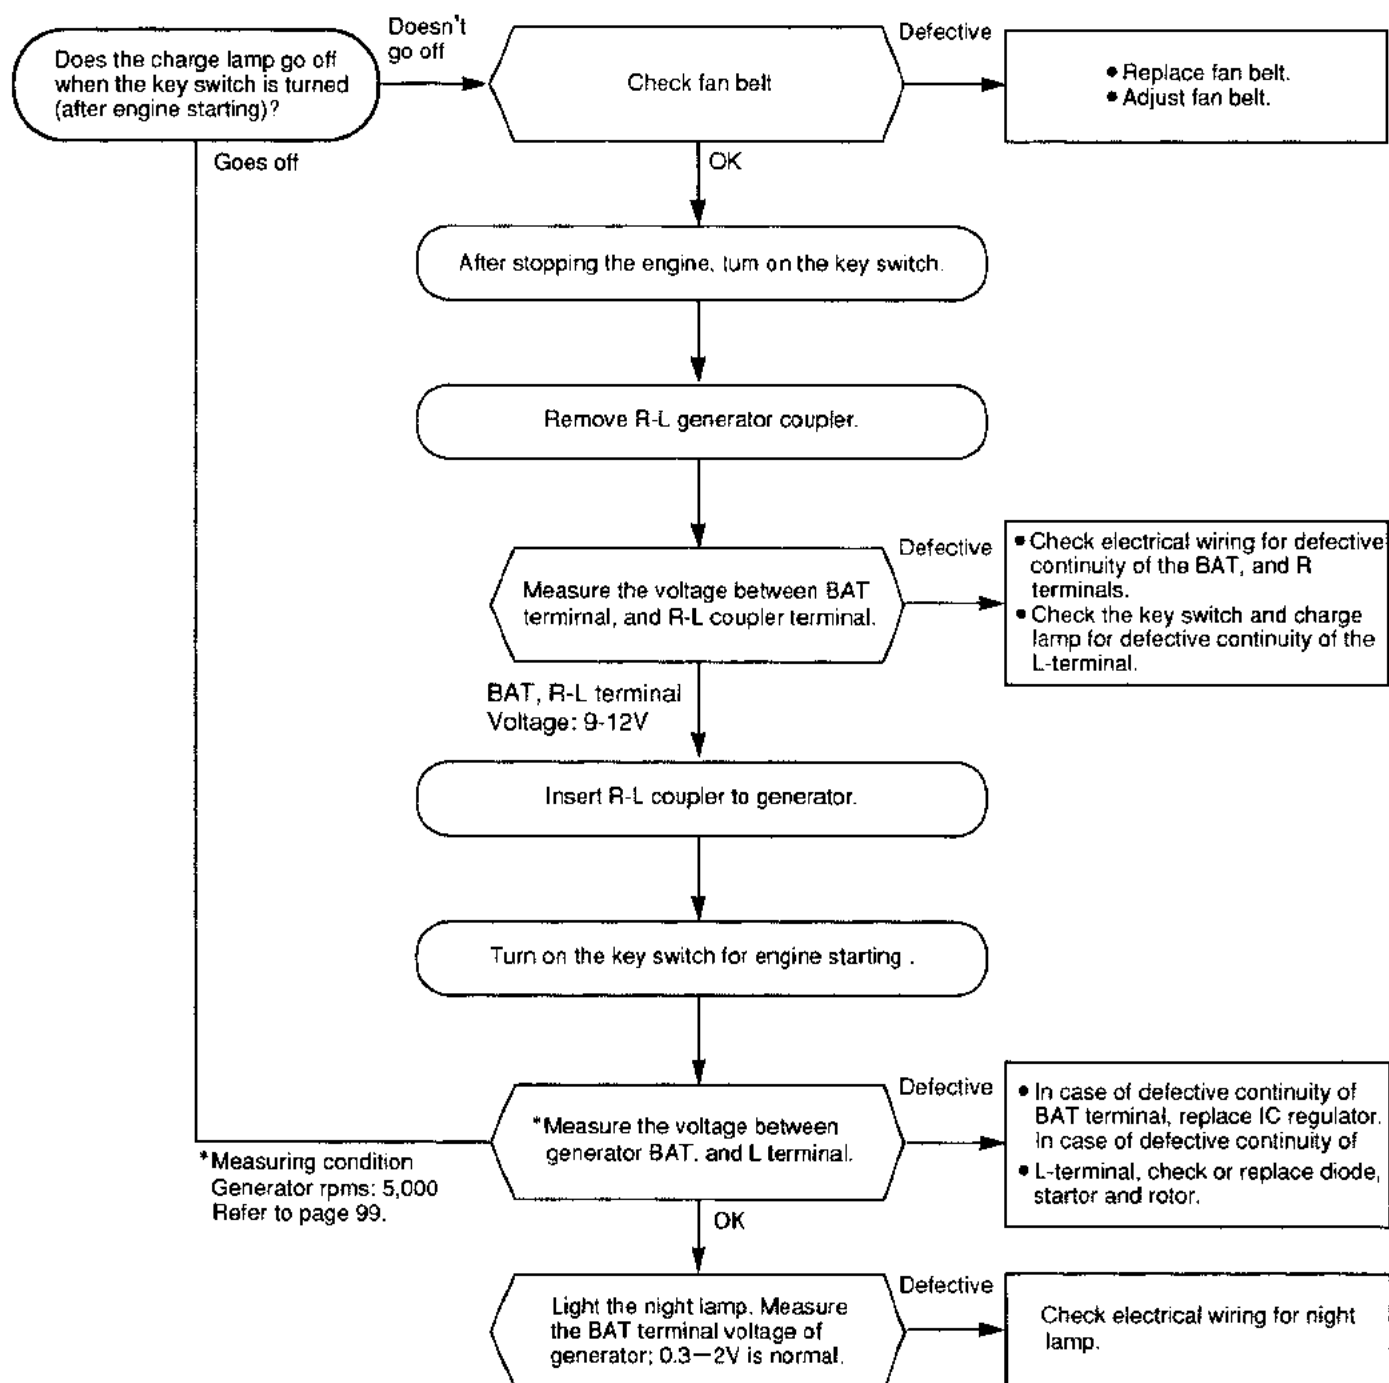 Does the charge lamp go off
when the key switch is turned
(after engine starting)?
Doesn't
go off
Check fan belt
Defective
• Replace fan belt.
• Adjust fan belt.
Goes off
OK
After stopping the engine, turn on the key switch.
Remove R-L generator coupler.
Measure the voltage between BAT
termirnal, and R-L coupler terminal.
Defective
• Check electrical wiring for defective
continuity of the BAT, and R
terminals.
• Check the key switch and charge
lamp for defective continuity of the
L-terminal.
BAT, R-L terminal
Voltage: 9-12V
Insert R-L coupler to generator.
Turn on the key switch for engine starting .
*Measure the voltage between
generator BAT. and L terminal.
Defective
• In case of defective continuity of
BAT terminal, replace IC regulator.
In case of defective continuity of
• L-terminal, check or replace diode,
startor and rotor.
*Measuring condition
Generator rpms: 5,000
Refer to page 99.
OK
Light the night lamp. Measure
the BAT terminal voltage of
generator; 0.3—2V is normal.
Defective
Check electrical wiring for night
lamp.